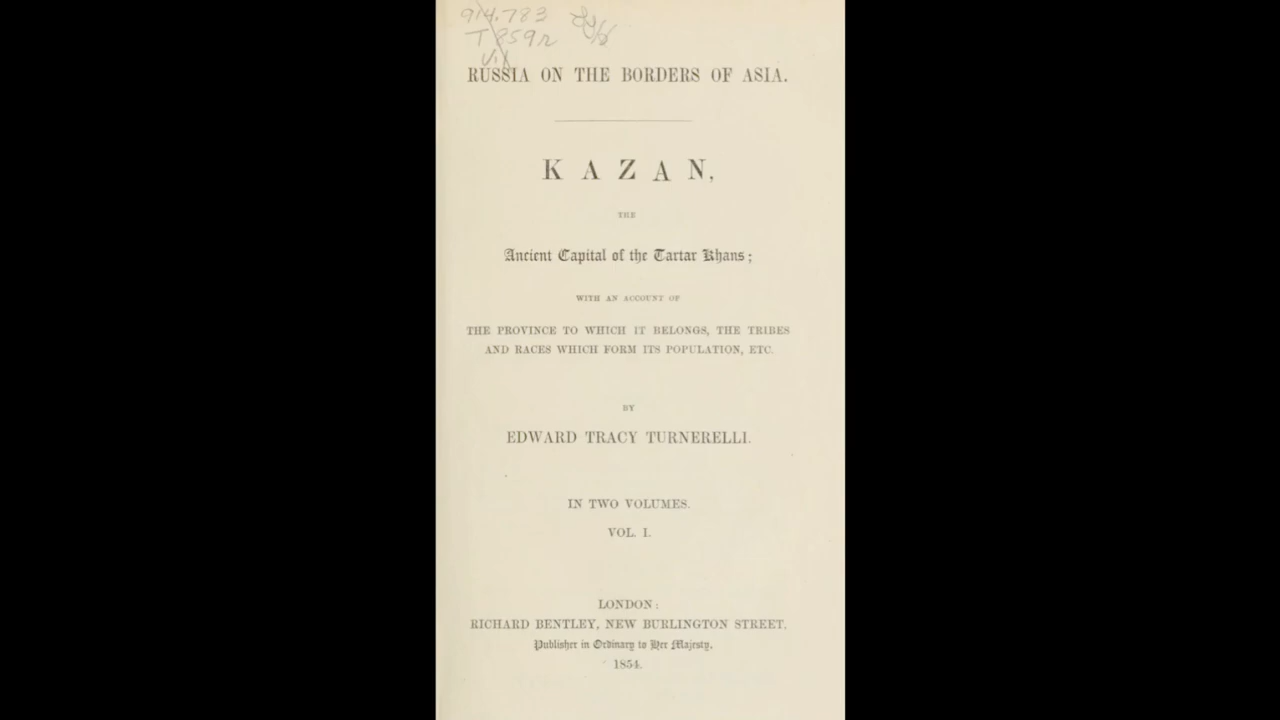 914.783
T859r
V.1
RUSSIA ON THE BORDERS OF ASIA.
KAZAN,
THE
Ancient Capital of the Tartar Khans;
WITH AN ACCOUNT OF
THE PROVINCE TO WHICH IT BELONGS, THE TRIBES
AND RACES WHICH FORM ITS POPULATION, ETC.
BY
EDWARD TRACY TURNERELLI.
IN TWO VOLUMES.
VOL. I.
LONDON:
RICHARD BENTLEY, NEW BURLINGTON STREET,
Publisher in Ordinary to Her Majesty.
1854.